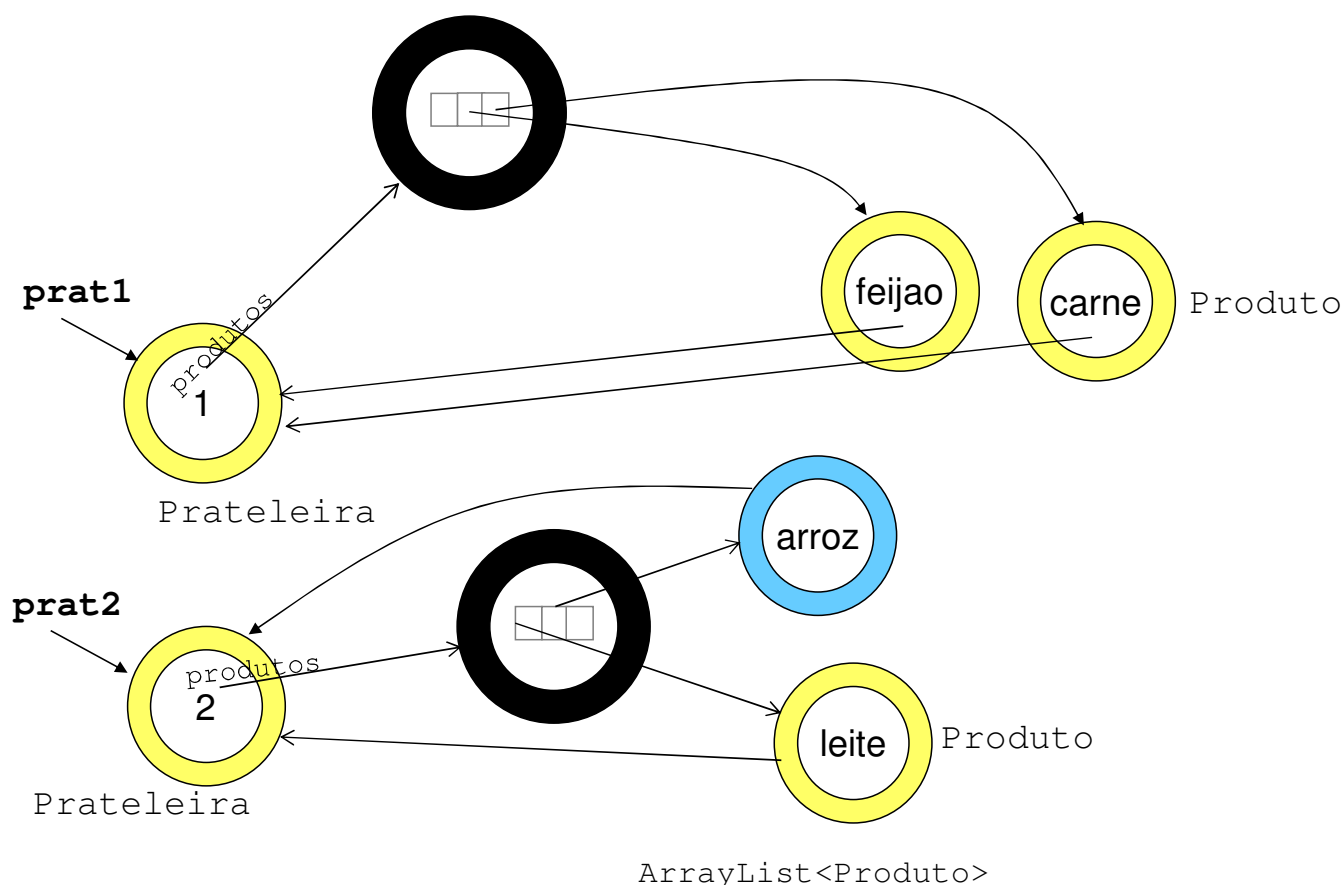 feijao
carne
Produto
prat1
produtos
1
Prateleira
arroz
prat2
produtos
2
leite
Produto
Prateleira
ArrayList<Produto>